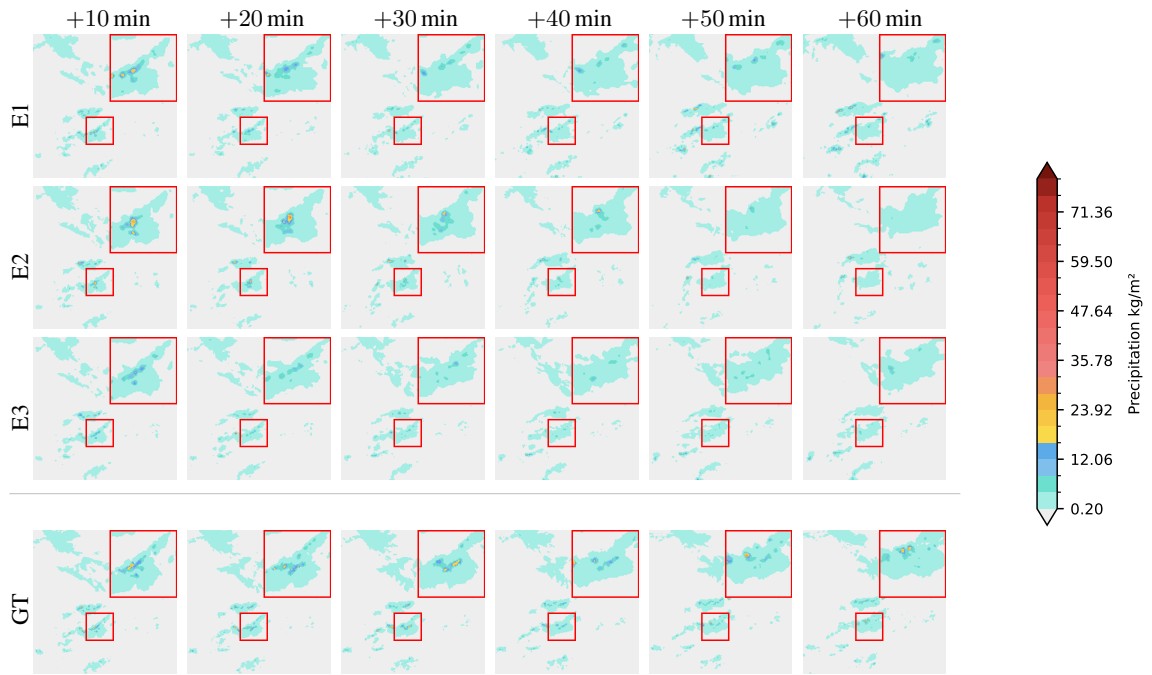 +10 min +20 min +30 min +40 min +50 min +60 min
E1
E2
E3
GT
71.36
59.50
47.64
35.78
23.92
12.06
0.20
Precipitation kg/m²